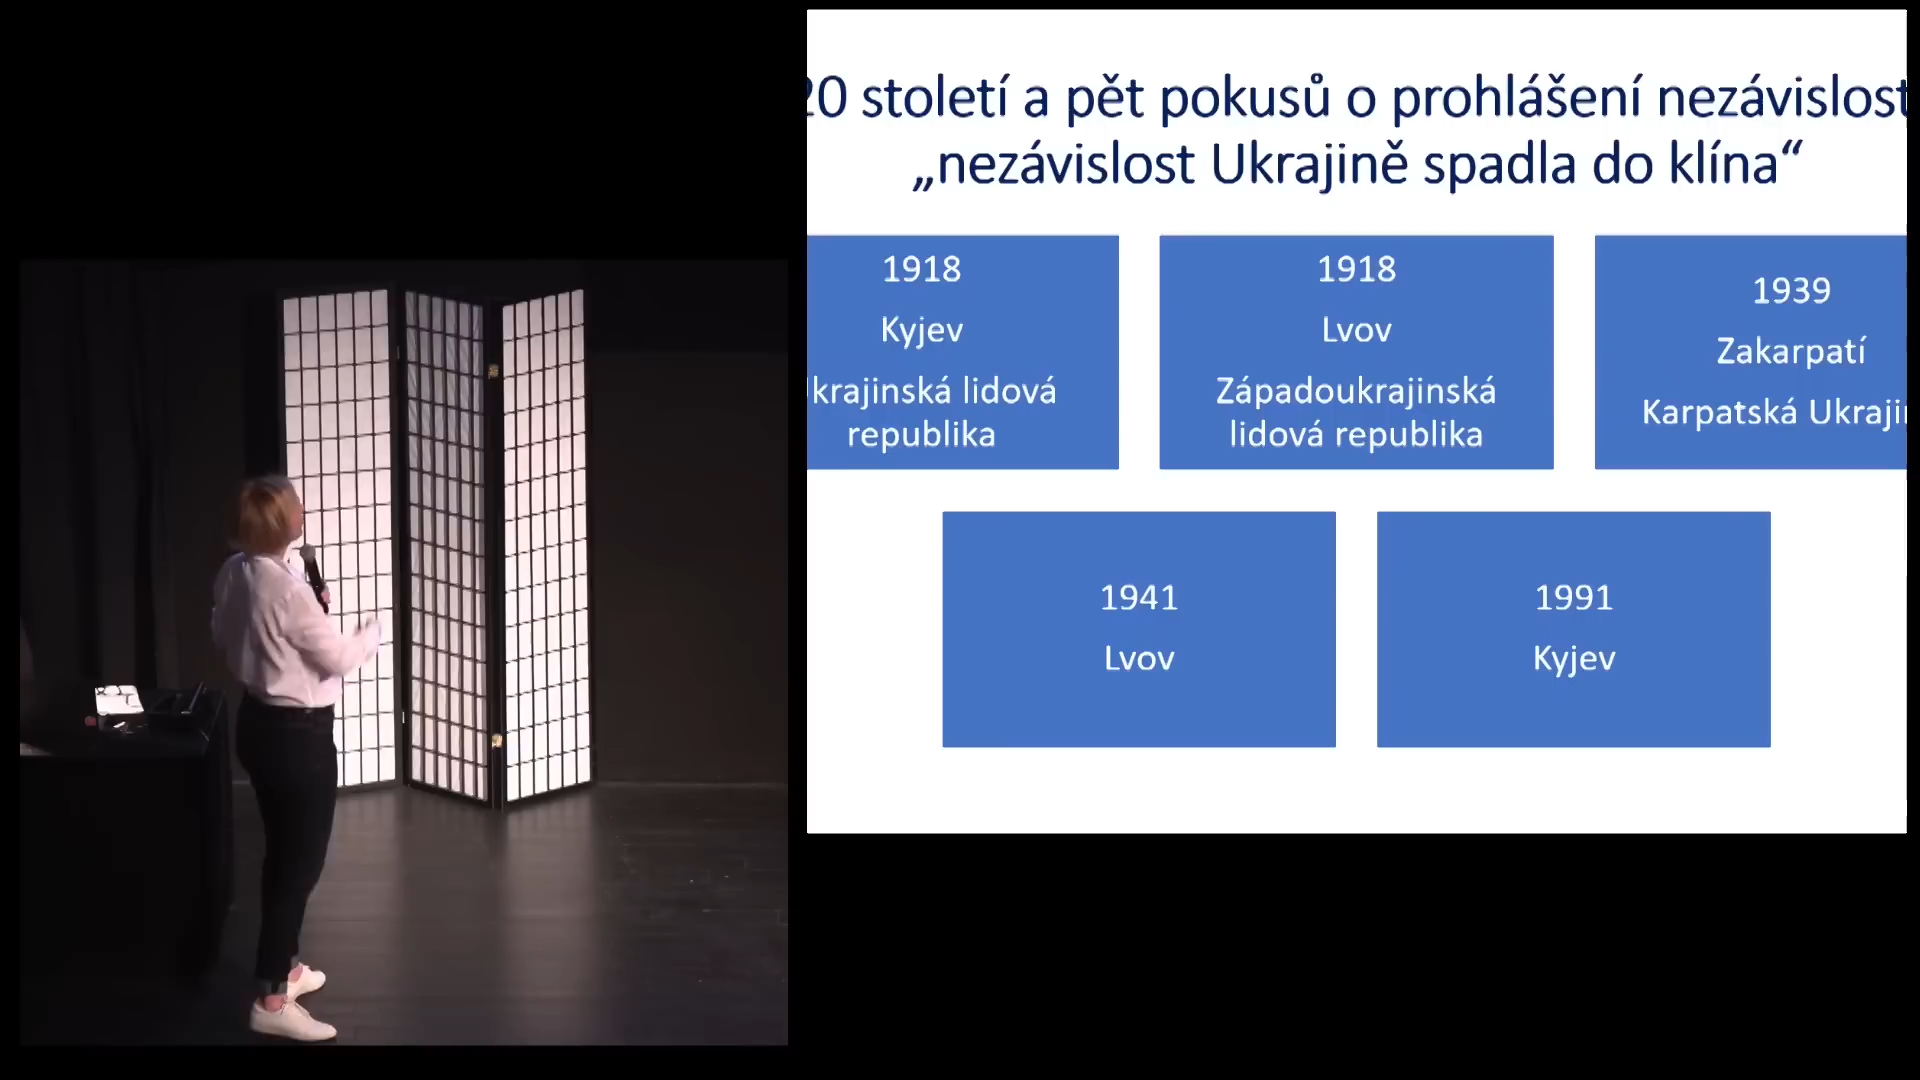 20 století a pět pokusů o prohlášení nezávislost
„nezávislost Ukrajině spadla do klína“
1918
Kyjev
krajinská lidová
republika
1918
Lvov
Západoukrajinská
lidová republika
1939
Zakarpatí
Karpatská Ukraji
1941
Lvov
1991
Kyjev